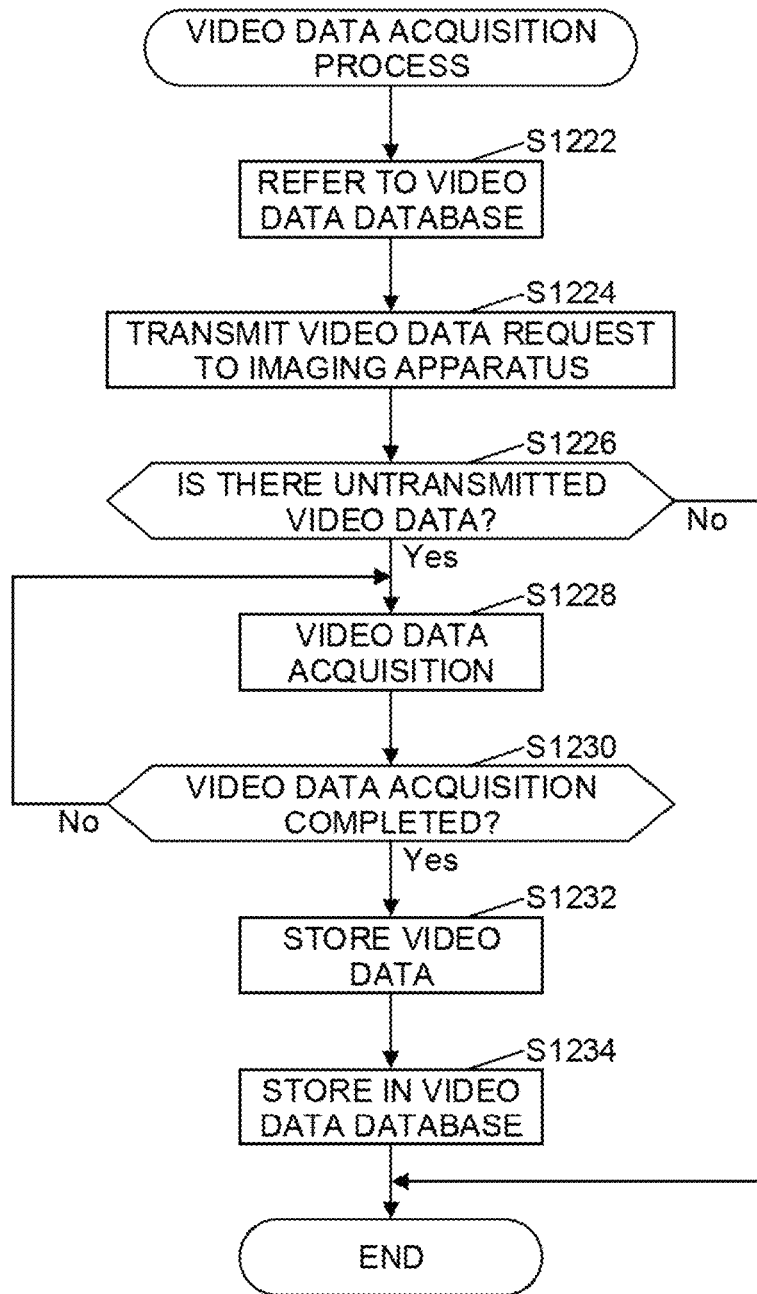 VIDEO DATA ACQUISITION
PROCESS
S1222
REFER TO VIDEO
DATA DATABASE
S1224
TRANSMIT VIDEO DATA REQUEST
TO IMAGING APPARATUS
S1226
IS THERE UNTRANSMITTED
VIDEO DATA?
No
Yes
S1228
VIDEO DATA
ACQUISITION
S1230
VIDEO DATA ACQUISITION
COMPLETED?
No
Yes
S1232
STORE VIDEO
DATA
S1234
STORE IN VIDEO
DATA DATABASE
END